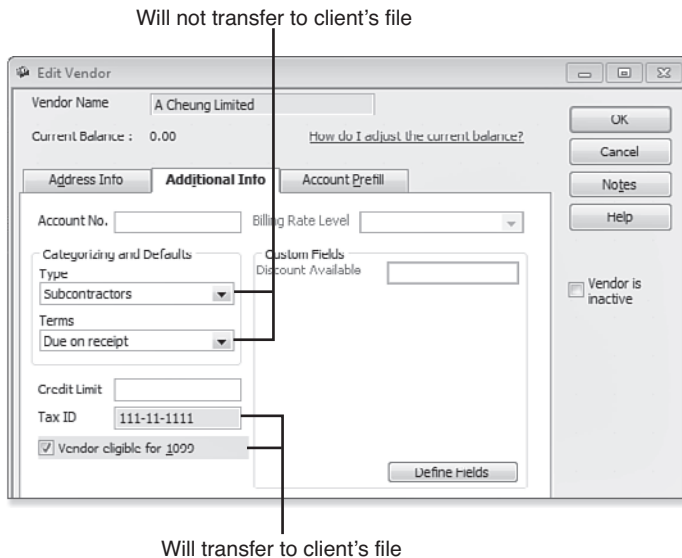 Will not transfer to client's file
Edit Vendor
Vendor Name A Cheung Limited
Current Balance : 0.00 How do I adjust the current balance?
OK
Cancel
Notes
Help
Vendor is
inactive
Address Info Additional Info Account Prefill
Account No. Billing Rate Level
Categorizing and Defaults Custom Fields
Type Discount Available
Subcontractors
Terms
Due on receipt
Credit Limit
Tax ID 111-11-1111
Vendor eligible for 1099
Define Fields
Will transfer to client's file